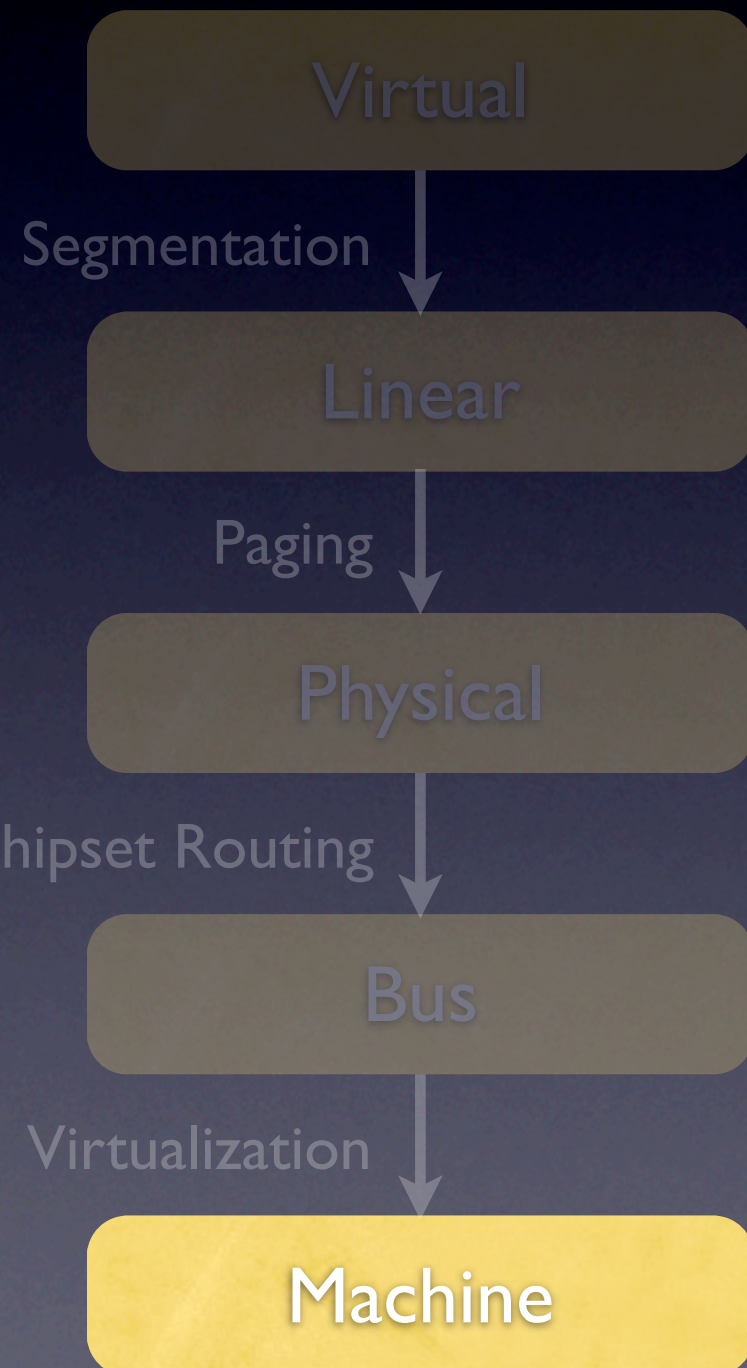 Virtual
Segmentation
Linear
Paging
Physical
hipset Routing
Bus
Virtualization
Machine